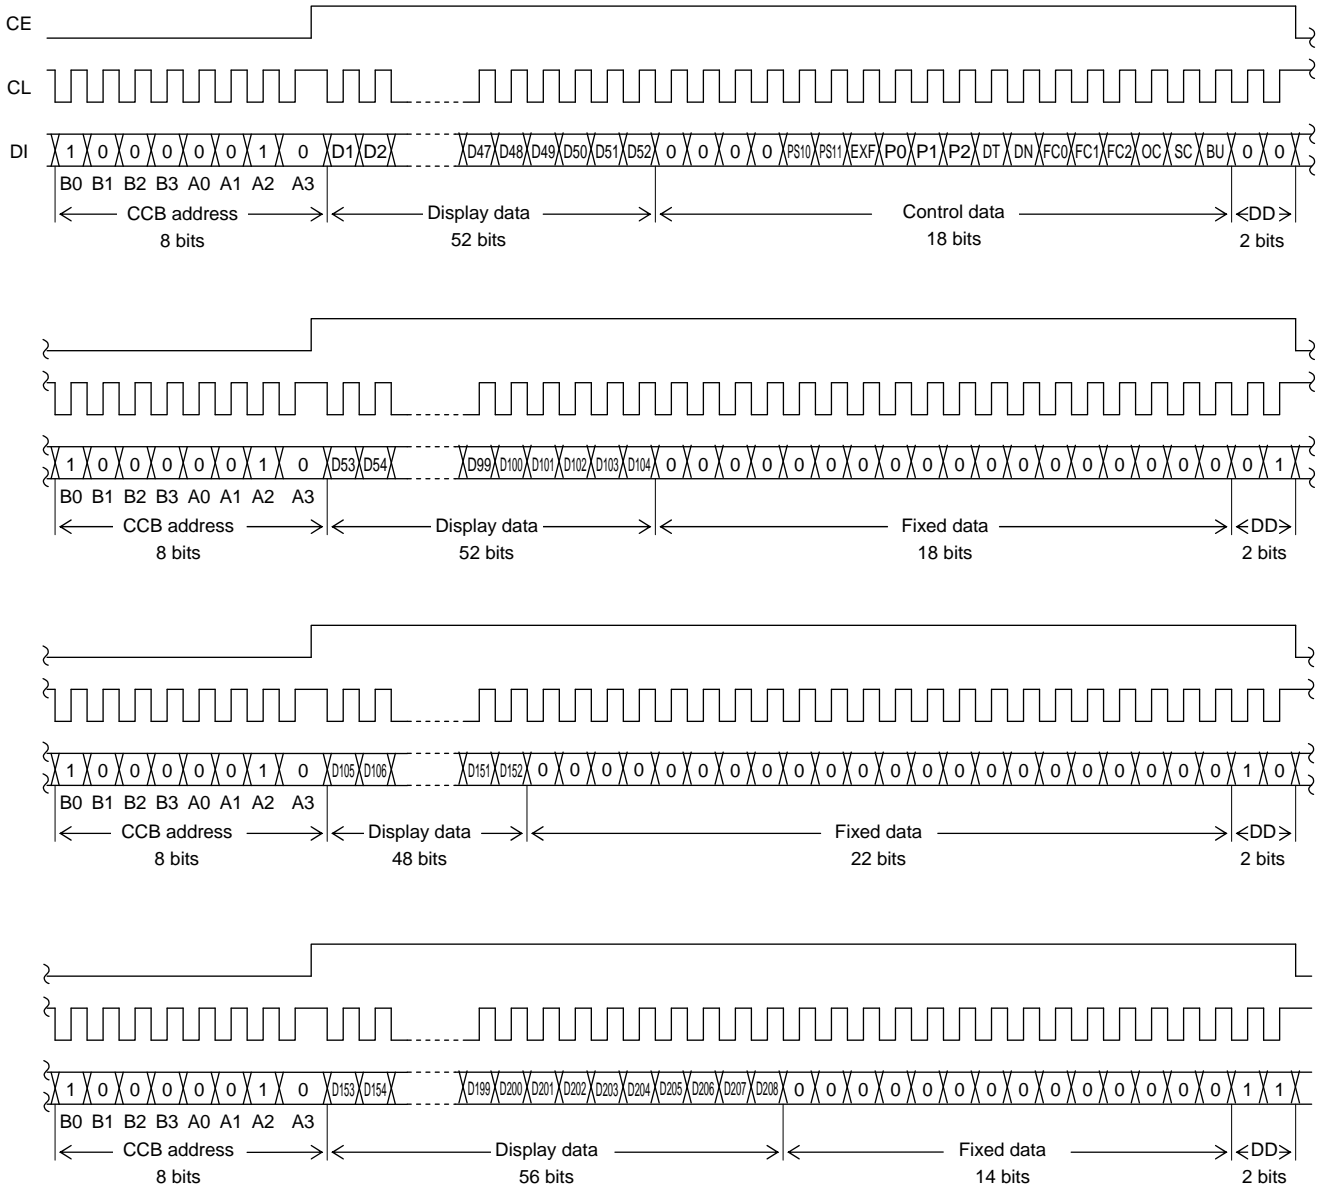 CE
CL
DI 1 0 0 0 0 0 1 0 D1 D2 D47 D48 D49 D50 D51 D52 0 0 0 0 PS10 PS11 EXF P0 P1 P2 DT DN FC0 FC1 FC2 OC SC BU 0 0
B0 B1 B2 B3 A0 A1 A2 A3
CCB address Display data Control data DD
8 bits 52 bits 18 bits 2 bits
1 0 0 0 0 0 1 0 D53 D54 D99 D100 D101 D102 D103 D104 0 0 0 0 0 0 0 0 0 0 0 0 0 0 0 0 0 0 0 1
B0 B1 B2 B3 A0 A1 A2 A3
CCB address Display data Fixed data DD
8 bits 52 bits 18 bits 2 bits
1 0 0 0 0 0 1 0 D105 D106 D151 D152 0 0 0 0 0 0 0 0 0 0 0 0 0 0 0 0 0 0 0 0 0 0 1 0
B0 B1 B2 B3 A0 A1 A2 A3
CCB address Display data Fixed data DD
8 bits 48 bits 22 bits 2 bits
1 0 0 0 0 0 1 0 D153 D154 D199 D200 D201 D202 D203 D204 D205 D206 D207 D208 0 0 0 0 0 0 0 0 0 0 0 0 0 0 1 1
B0 B1 B2 B3 A0 A1 A2 A3
CCB address Display data Fixed data DD
8 bits 56 bits 14 bits 2 bits